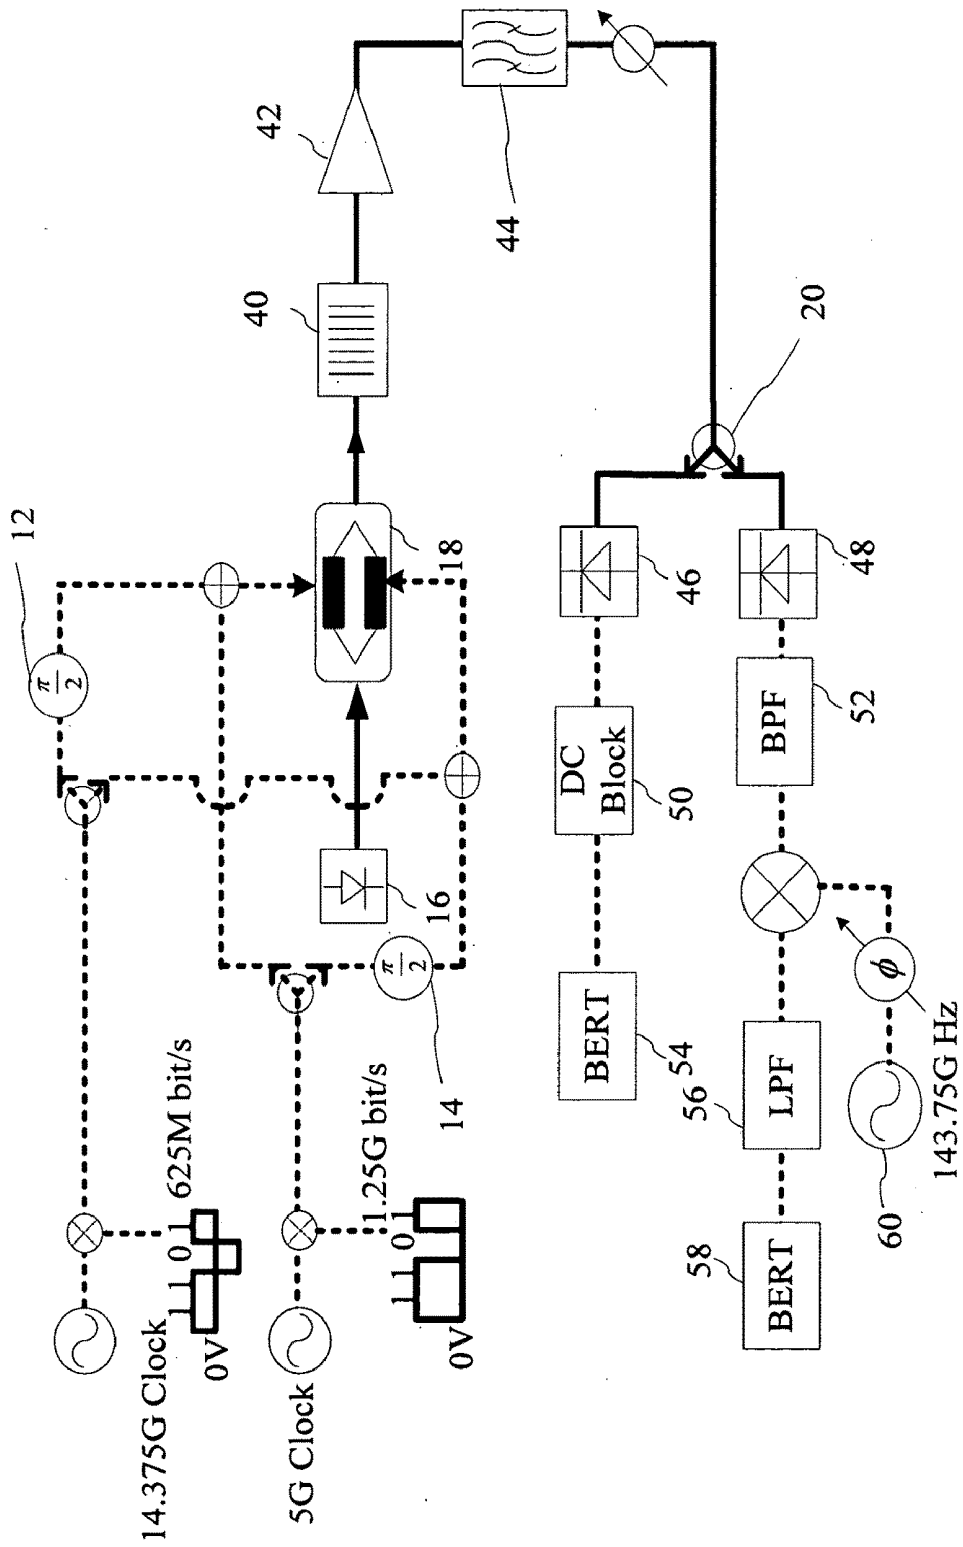 14.375G Clock
0V
1 1 0 1
625M bit/s
π/2
12
5G Clock
0V
1 1 0 1
1.25G bit/s
π/2
14
16
18
40
42
44
20
BERT
54
DC
Block
50
46
BERT
58
LPF
56
BPF
52
48
60
ϕ
143.75G Hz